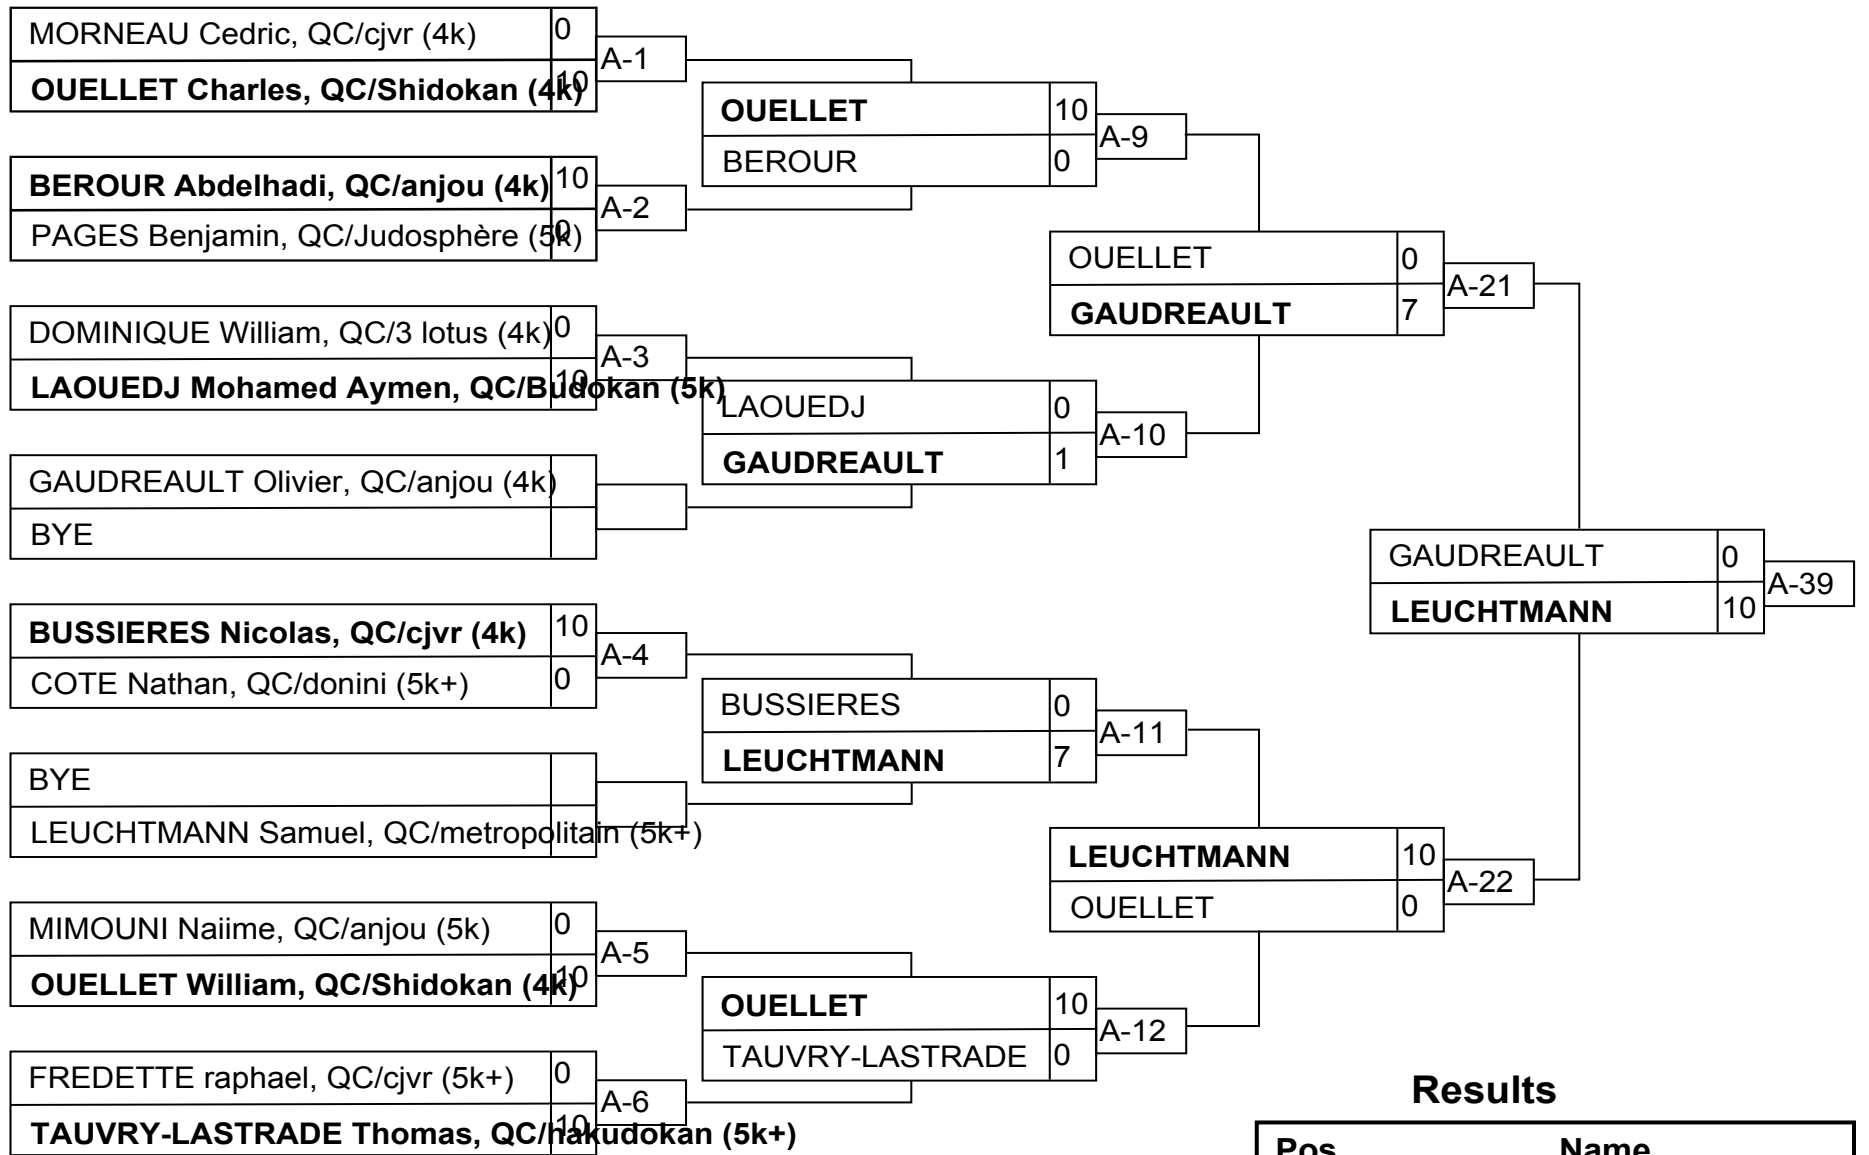 MORNEAU Cedric, QC/cjvr (4k) 0
OUELLET Charles, QC/Shidokan (4k) 10
A-1
BEROUR Abdelhadi, QC/anjou (4k) 10
PAGES Benjamin, QC/Judosphère (5k) 0
A-2
OUELLET 10
BEROUR 0
A-9
DOMINIQUE William, QC/3 lotus (4k) 0
LAOUEDJ Mohamed Aymen, QC/Budokan (5k) 10
A-3
GAUDREAULT Olivier, QC/anjou (4k)
BYE
LAOUEDJ 0
GAUDREAULT 1
A-10
OUELLET 0
GAUDREAULT 7
A-21
BUSSIERES Nicolas, QC/cjvr (4k) 10
COTE Nathan, QC/donini (5k+) 0
A-4
BYE
LEUCHTMANN Samuel, QC/metropolitain (5k+)
BUSSIERES 0
LEUCHTMANN 7
A-11
MIMOUNI Naiime, QC/anjou (5k) 0
OUELLET William, QC/Shidokan (4k) 10
A-5
FREDETTE raphael, QC/cjvr (5k+) 0
TAUVRY-LASTRADE Thomas, QC/hakudokan (5k+) 10
A-6
OUELLET 10
TAUVRY-LASTRADE 0
A-12
LEUCHTMANN 10
OUELLET 0
A-22
GAUDREAULT 0
LEUCHTMANN 10
A-39
Results
Pos Name